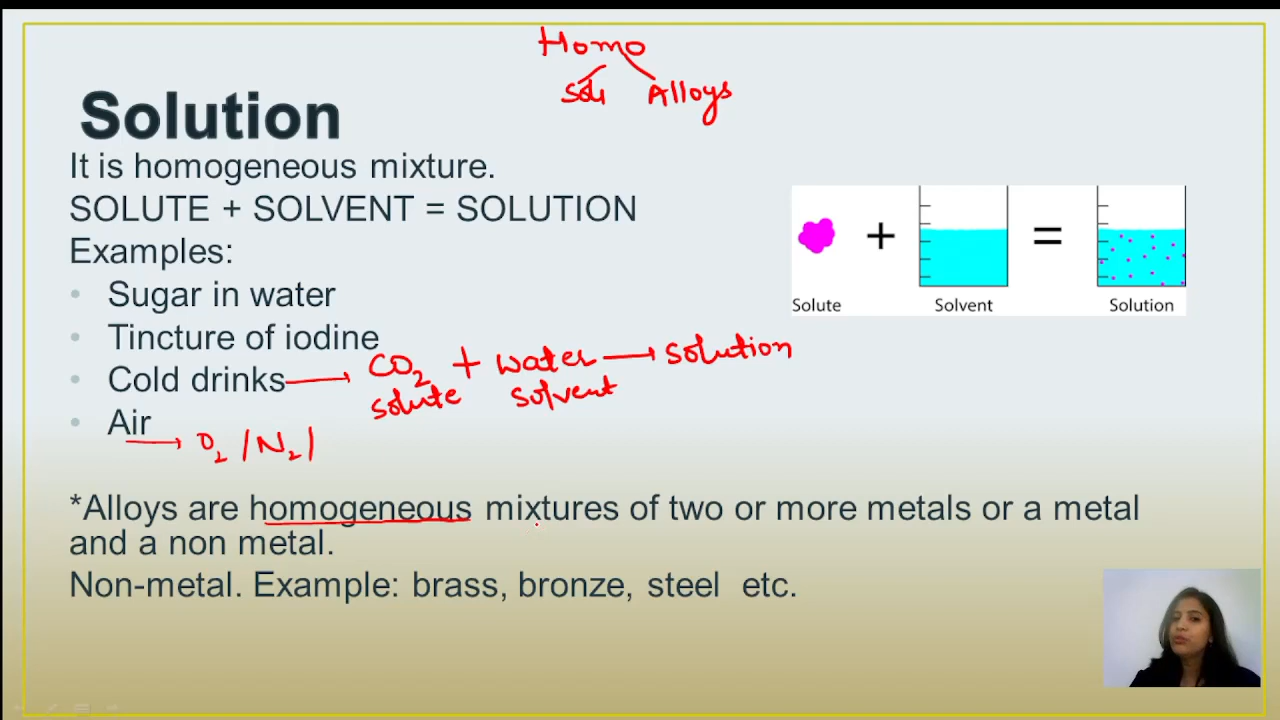 Homo
Sol Alloys
Solution
It is homogeneous mixture.
SOLUTE + SOLVENT = SOLUTION
Examples:
• Sugar in water
• Tincture of iodine
• Cold drinks → CO₂ + water → solution
solute solvent
• Air
→ O₂ / N₂ /
+ =
Solute Solvent Solution
*Alloys are homogeneous mixtures of two or more metals or a metal
and a non metal.
Non-metal. Example: brass, bronze, steel etc.